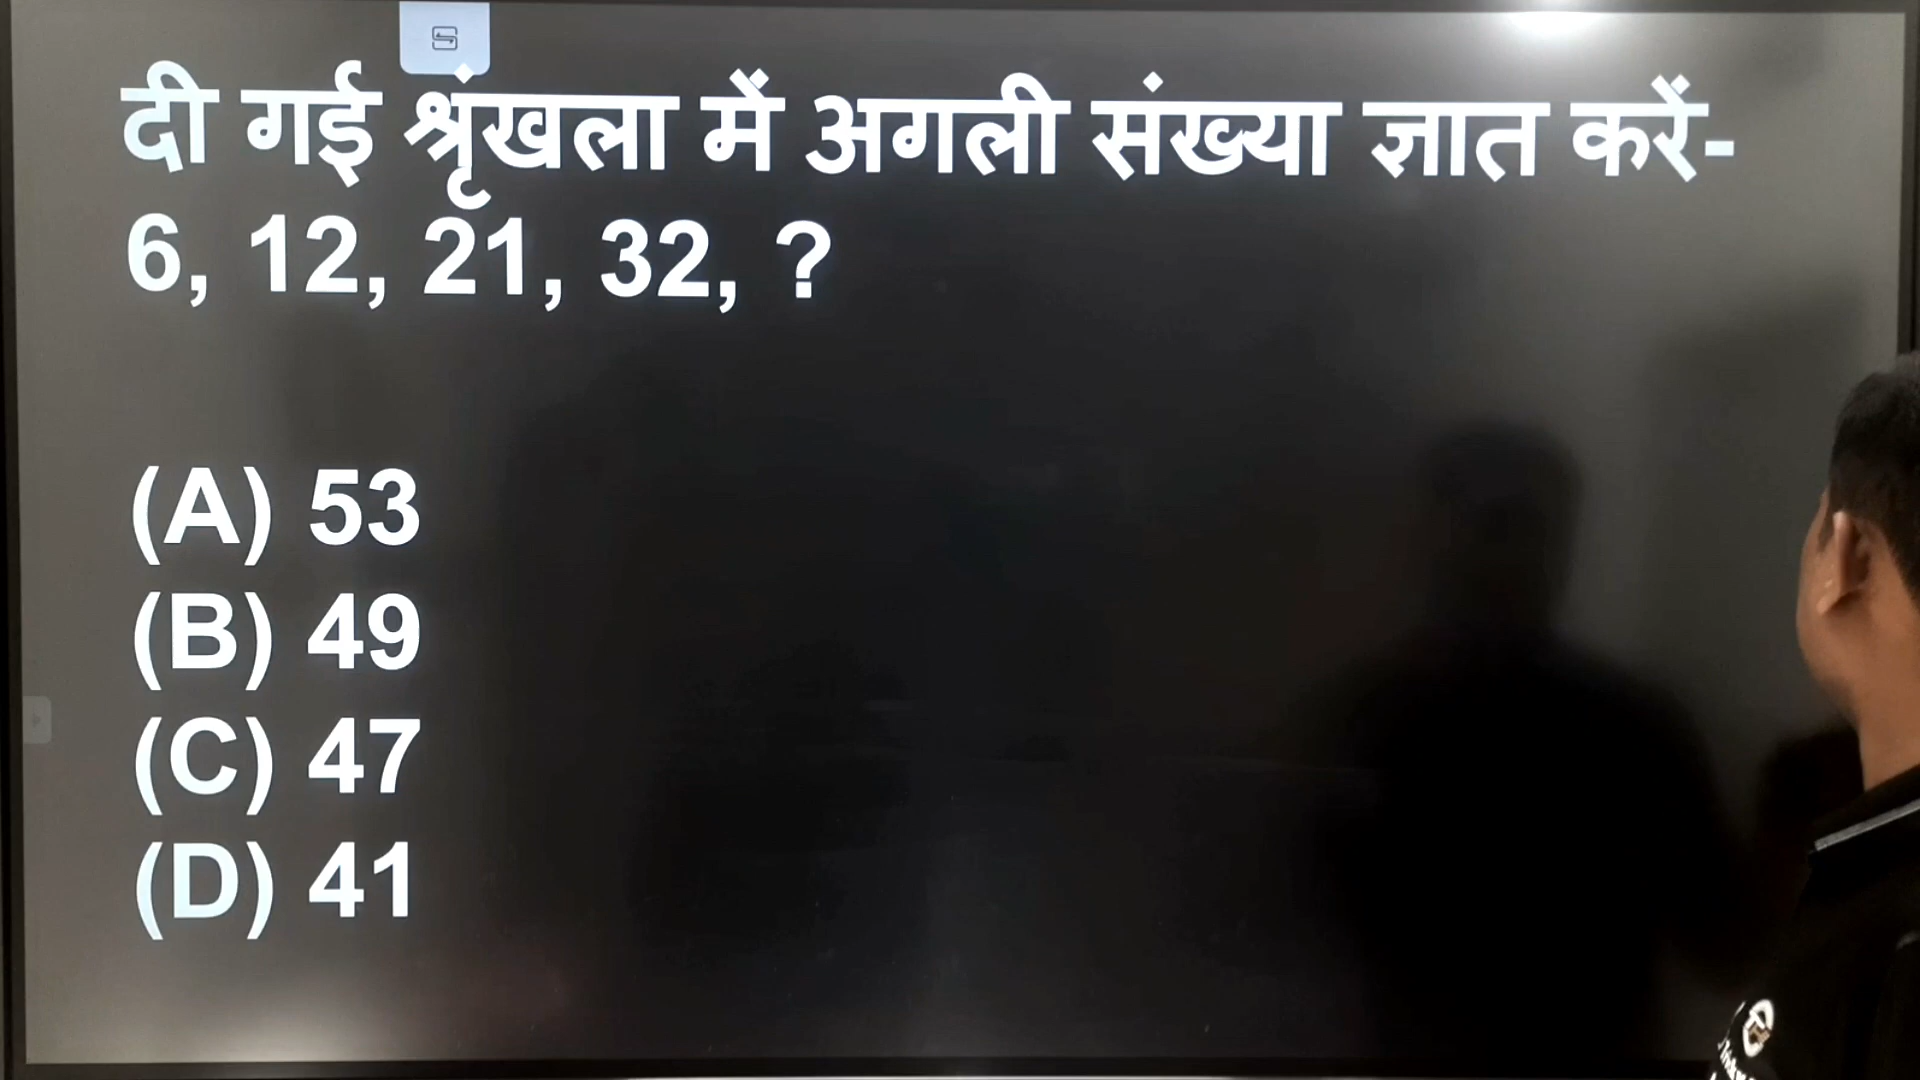 दी गई श्रृंखला में अगली संख्या ज्ञात करें-
6, 12, 21, 32, ?
(A) 53
(B) 49
(C) 47
(D) 41